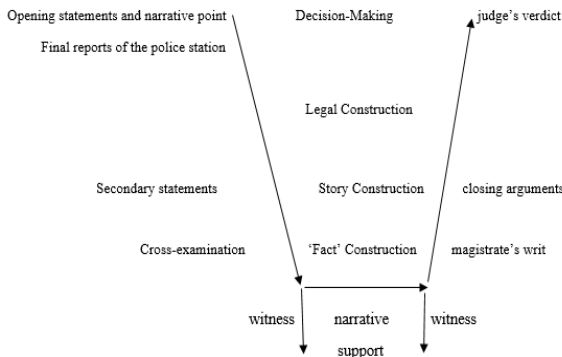 Opening statements and narrative point Decision-Making judge's verdict
Final reports of the police station
Legal Construction
Secondary statements Story Construction closing arguments
Cross-examination 'Fact' Construction magistrate's writ
witness narrative witness
support